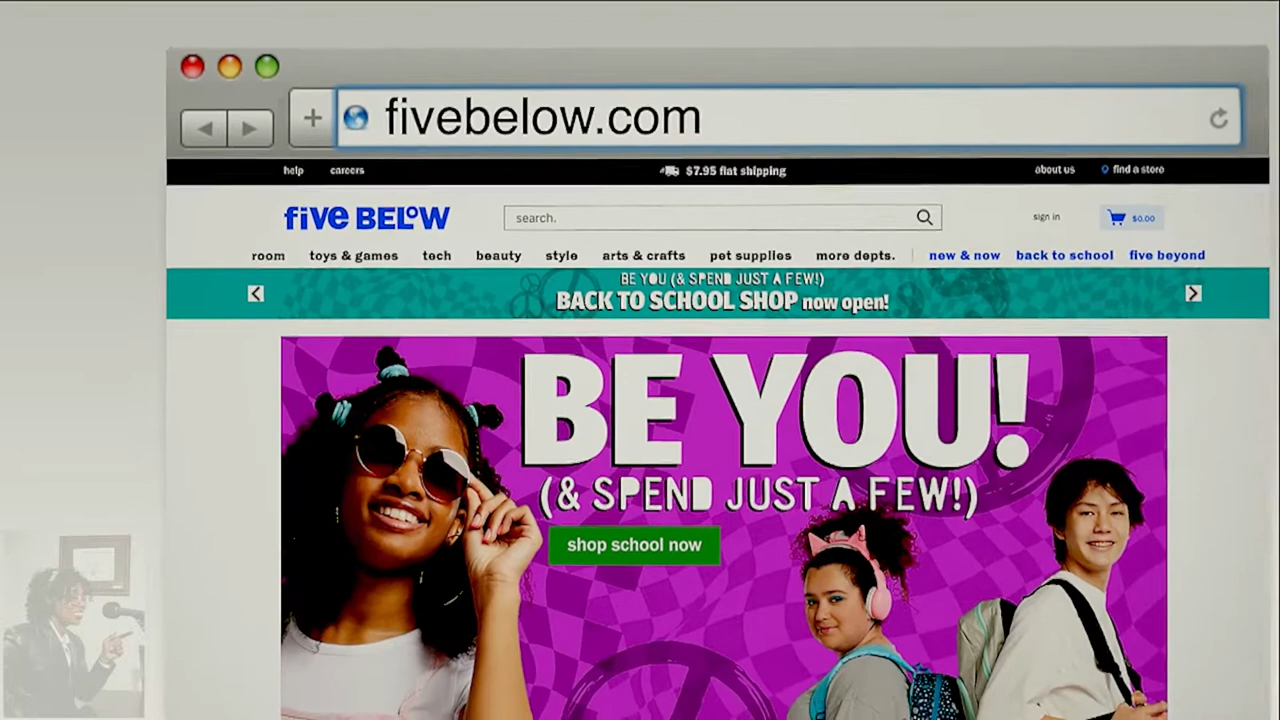 fivebelow.com
help careers $7.95 flat shipping about us find a store
five BELOW search. sign in $0.00
room toys & games tech beauty style arts & crafts pet supplies more depts. new & now back to school five beyond
BE YOU (& SPEND JUST A FEW!)
BACK TO SCHOOL SHOP now open!
BE YOU!
(& SPEND JUST A FEW!)
shop school now